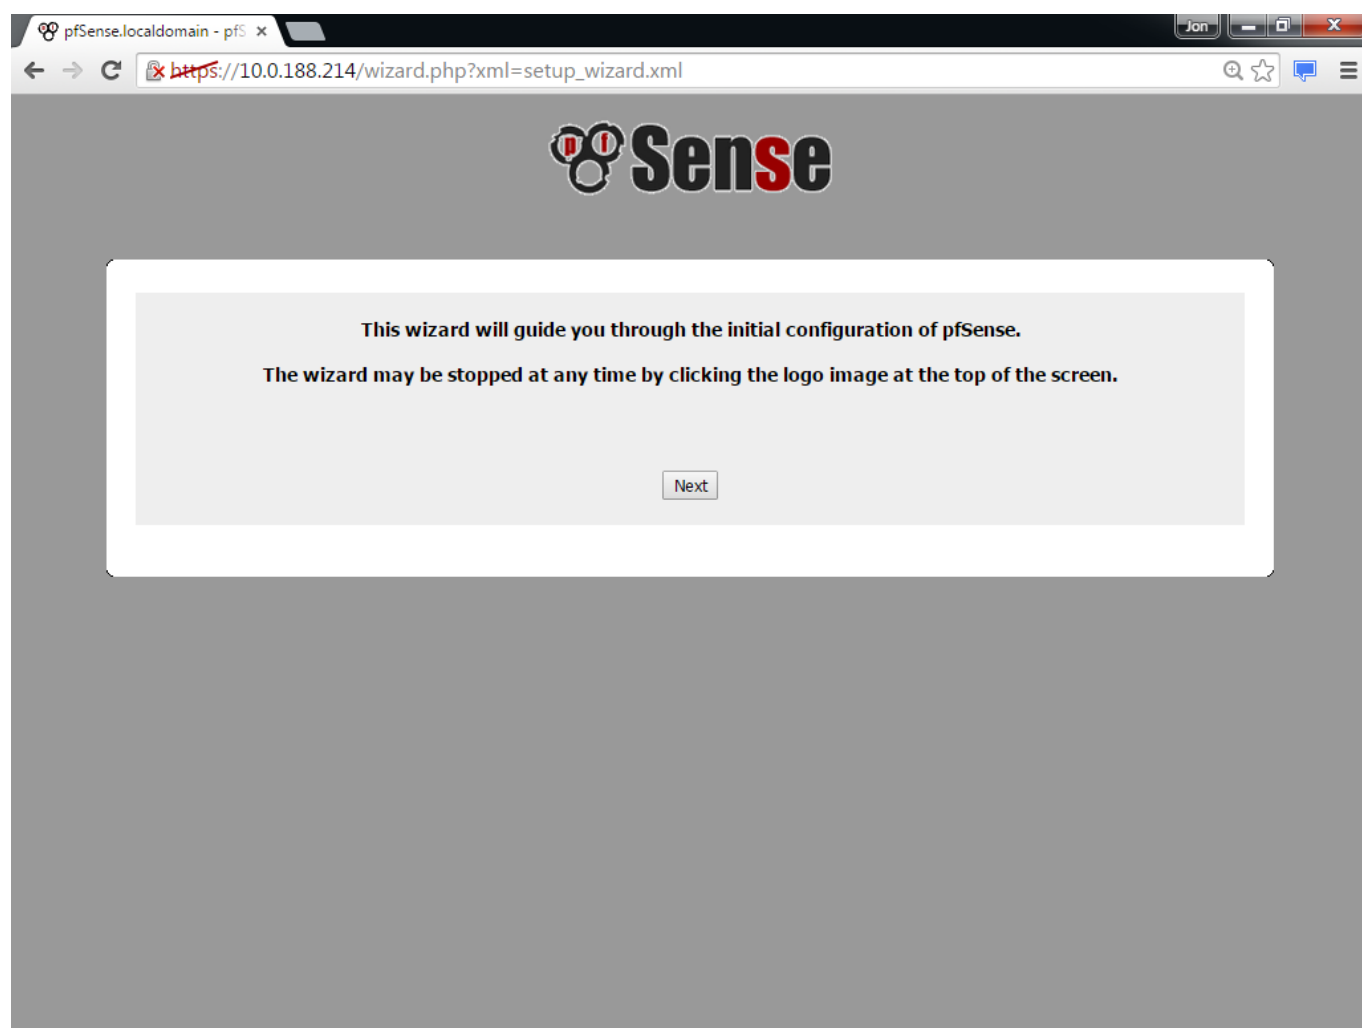 pfSense.localdomain - pfS
Jon
https://10.0.188.214/wizard.php?xml=setup_wizard.xml
pf Sense
This wizard will guide you through the initial configuration of pfSense.
The wizard may be stopped at any time by clicking the logo image at the top of the screen.
Next